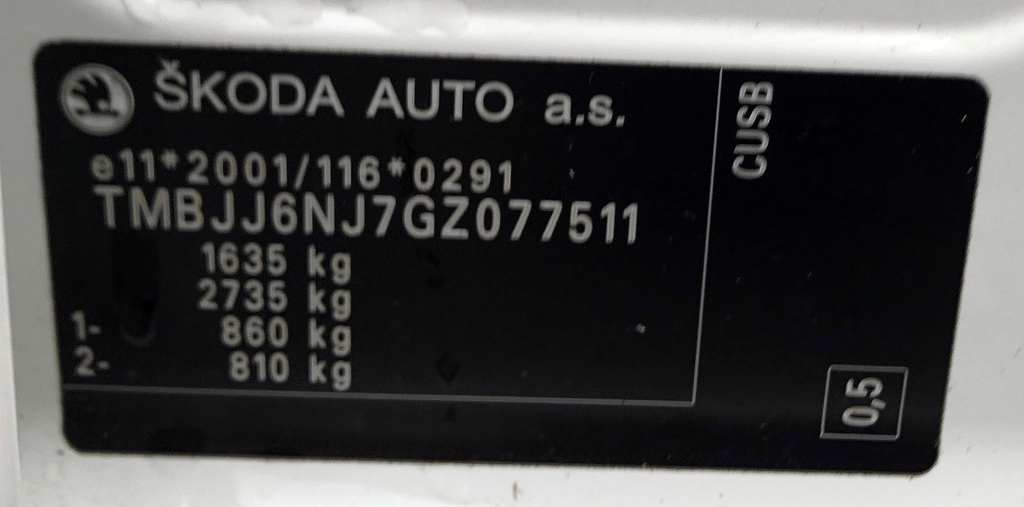 ŠKODA AUTO a.s.
e11*2001/116*0291
TMBJJ6NJ7GZ077511
1635 kg
2735 kg
1- 860 kg
2- 810 kg
CUSB
0,5